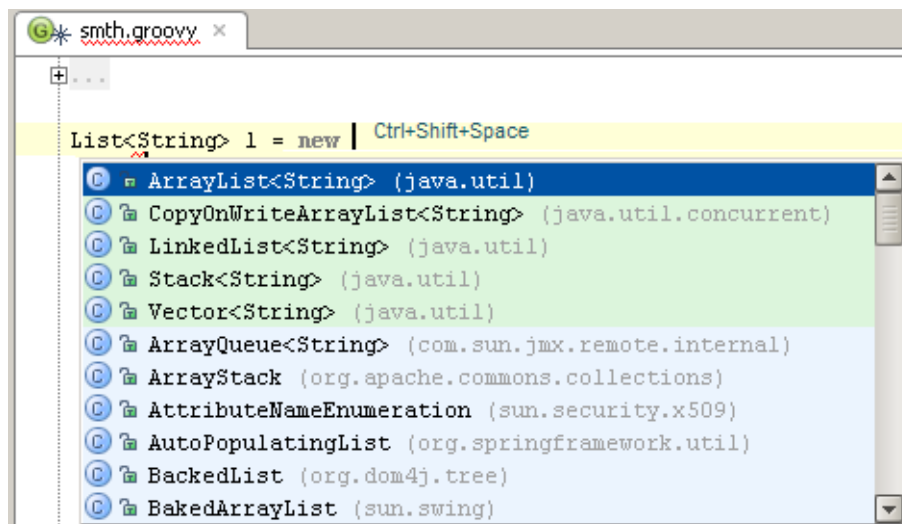 G smth.groovy ×
...
List<String> l = new Ctrl+Shift+Space
C ArrayList<String> (java.util)
C CopyOnWriteArrayList<String> (java.util.concurrent)
C LinkedList<String> (java.util)
C Stack<String> (java.util)
C Vector<String> (java.util)
C ArrayQueue<String> (com.sun.jmx.remote.internal)
C ArrayStack (org.apache.commons.collections)
C AttributeNameEnumeration (sun.security.x509)
C AutoPopulatingList (org.springframework.util)
C BackedList (org.dom4j.tree)
C BakedArrayList (sun.swing)